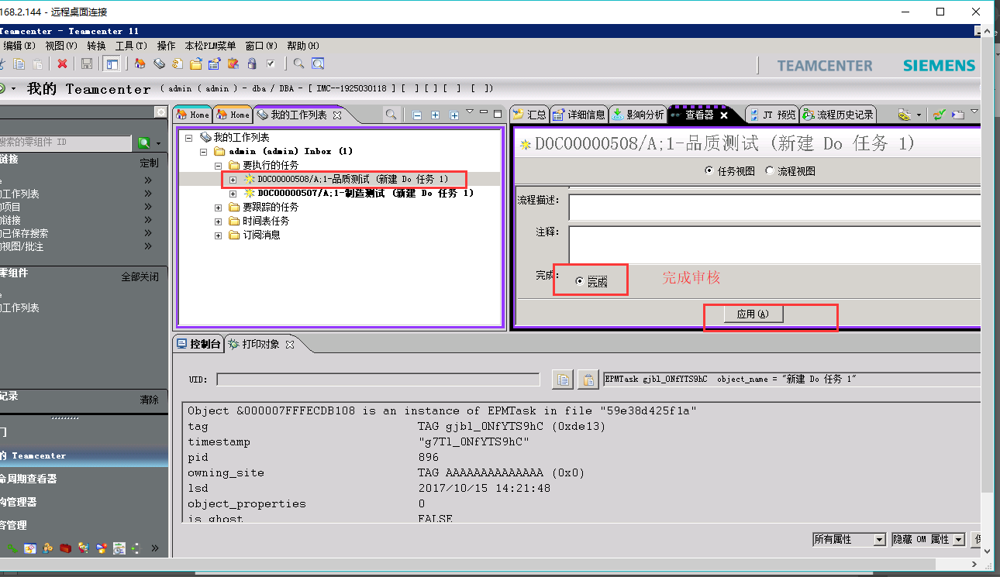 168.2.144 - 远程桌面连接
Teamcenter - Teamcenter 11
编辑(E) 视图(V) 转换 工具(T) 操作 本松PLM菜单 窗口(W) 帮助(H)
TEAMCENTER SIEMENS
我的 Teamcenter ( admin ( admin ) - dba / DBA - [ IMC--1925030118 ] [ ] [ ] [ ] [ ])
Home
Home
我的工作列表
汇总
详细信息
影响分析
查看器
JT 预览
流程历史记录
搜索的零组件 ID
链接
定制
的工作列表
的项目
的链接
的已保存搜索
的视图/批注
零组件
全部关闭
的工作列表
记录
清除
门
的 Teamcenter
命周期查看器
构管理器
容管理
我的工作列表
admin (admin) Inbox (1)
要执行的任务
DOC00000508/A;1-品质测试 (新建 Do 任务 1)
DOC00000507/A;1-制造测试 (新建 Do 任务 1)
要跟踪的任务
时间表任务
订阅消息
DOC00000508/A;1-品质测试 (新建 Do 任务 1)
任务视图 流程视图
流程描述:
注释:
完成: 完成 完成审核
应用(A)
控制台
打印对象
UID:
EPMTask gjbl_ONfYTS9hC object_name = "新建 Do 任务 1"
Object &000007FFFECDB108 is an instance of EPMTask in file "59e38d425f1a"
tag TAG gjbl_ONfYTS9hC (0xde13)
timestamp "g7Tl_ONfYTS9hC"
pid 896
owning_site TAG AAAAAAAAAAAAAA (0x0)
lsd 2017/10/15 14:21:48
object_properties 0
is_ghost FALSE
所有属性 隐藏 OM 属性